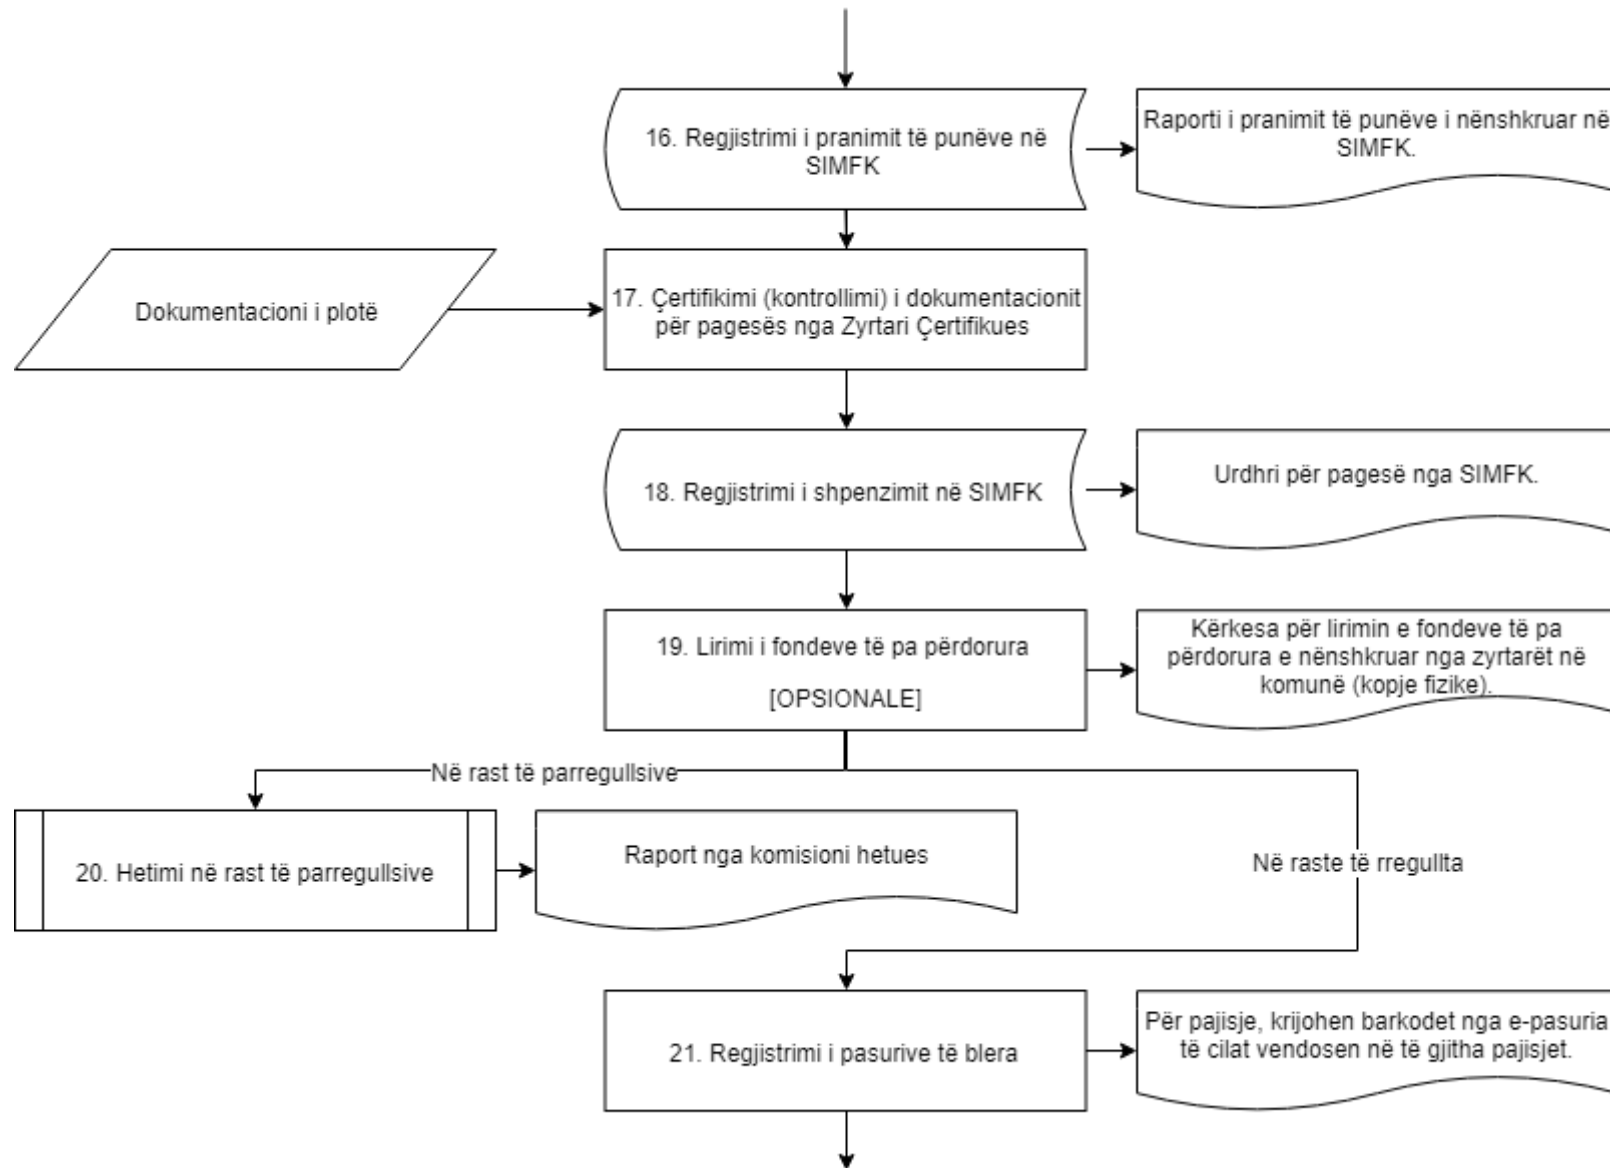 16. Regjistrimi i pranimit të punëve në
SIMFK
Raporti i pranimit të punëve i nënshkruar në
SIMFK.
Dokumentacioni i plotë
17. Çertifikimi (kontrollimi) i dokumentacionit
për pagesës nga Zyrtari Çertifikues
18. Regjistrimi i shpenzimit në SIMFK
Urdhri për pagesë nga SIMFK.
19. Lirimi i fondeve të pa përdorura
[OPSIONALE]
Kërkesa për lirimin e fondeve të pa
përdorura e nënshkruar nga zyrtarët në
komunë (kopje fizike).
Në rast të parregullsive
20. Hetimi në rast të parregullsive
Raport nga komisioni hetues
Në raste të rregullta
21. Regjistrimi i pasurive të blera
Për pajisje, krijohen barkodet nga e-pasuria
të cilat vendosen në të gjitha pajisjet.